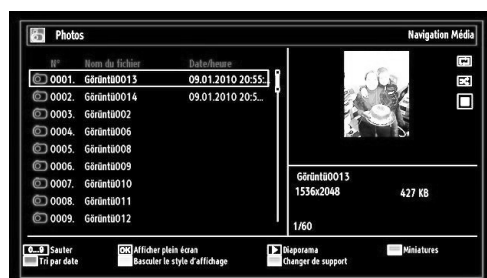 Photos Navigation Média
N° Nom du fichier Date/heure
0001. Görüntü0013 09.01.2010 20:55:..
0002. Görüntü0014 09.01.2010 20:5...
0003. Görüntü002
0004. Görüntü006
0005. Görüntü008
0006. Görüntü009
0007. Görüntü010
0008. Görüntü011
0009. Görüntü012
Görüntü0013
1536x2048 427 KB
1/60
0...9 Sauter OK Afficher plein écran Diaporama Miniatures
Tri par date Basculer le style d'affichage Changer de support